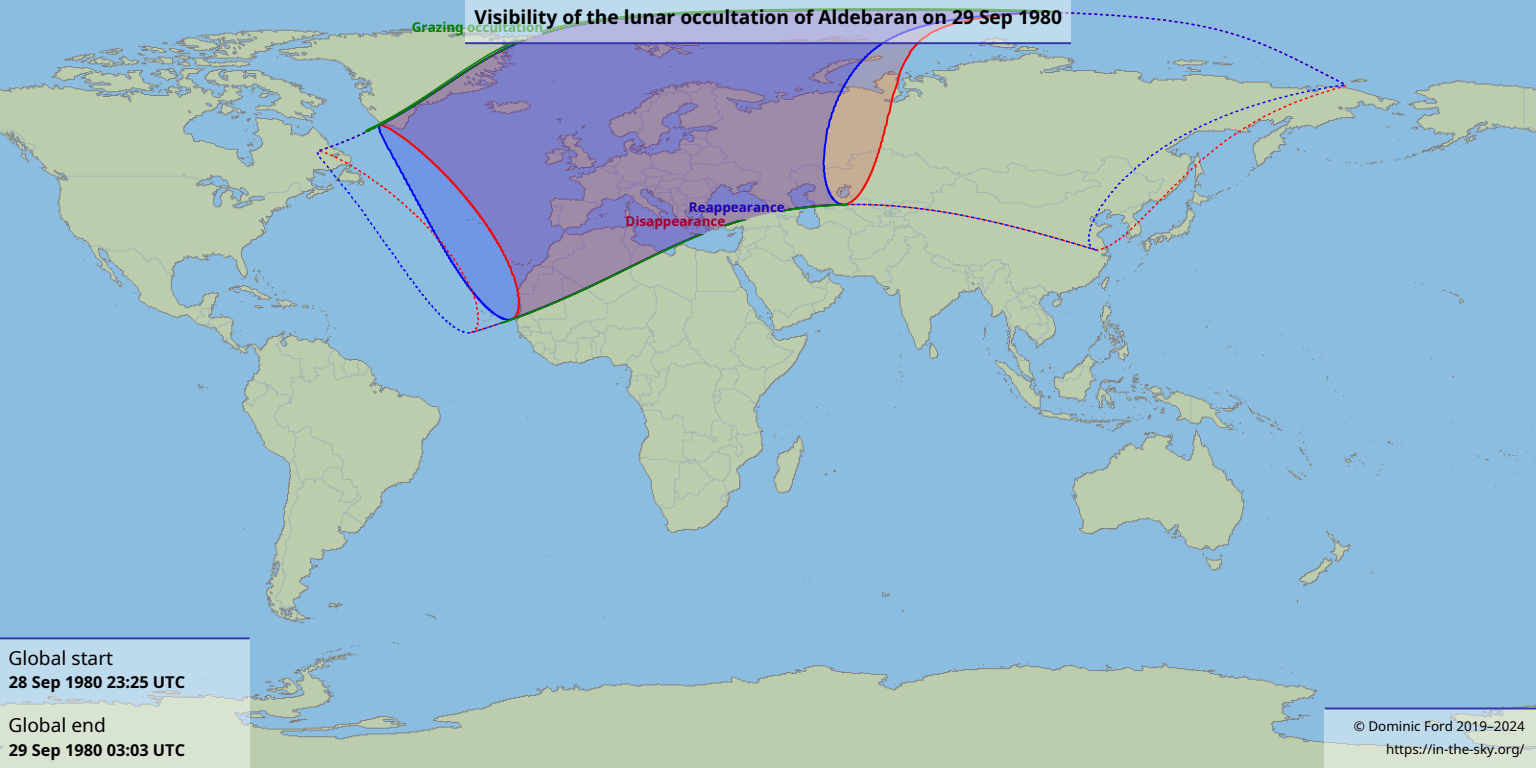 Visibility of the lunar occultation of Aldebaran on 29 Sep 1980
Grazing occultation
Reappearance
Disappearance
Global start
28 Sep 1980 23:25 UTC
Global end
29 Sep 1980 03:03 UTC
© Dominic Ford 2019–2024
https://in-the-sky.org/